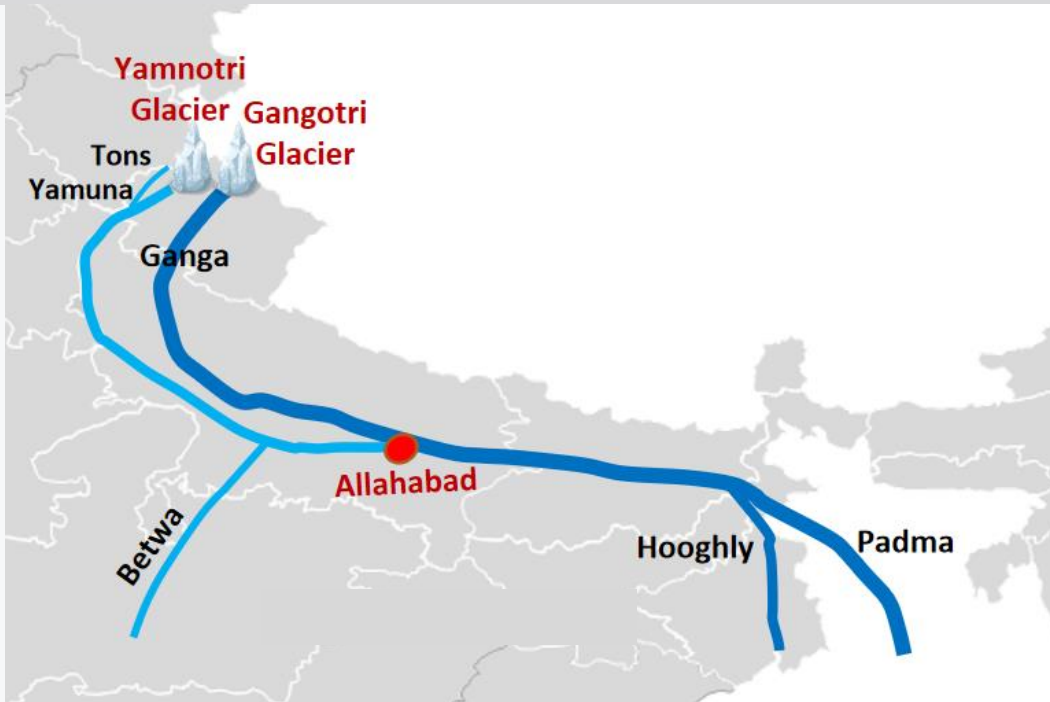 Yamnotri
Glacier
Gangotri
Glacier
Tons
Yamuna
Ganga
Allahabad
Betwa
Hooghly
Padma